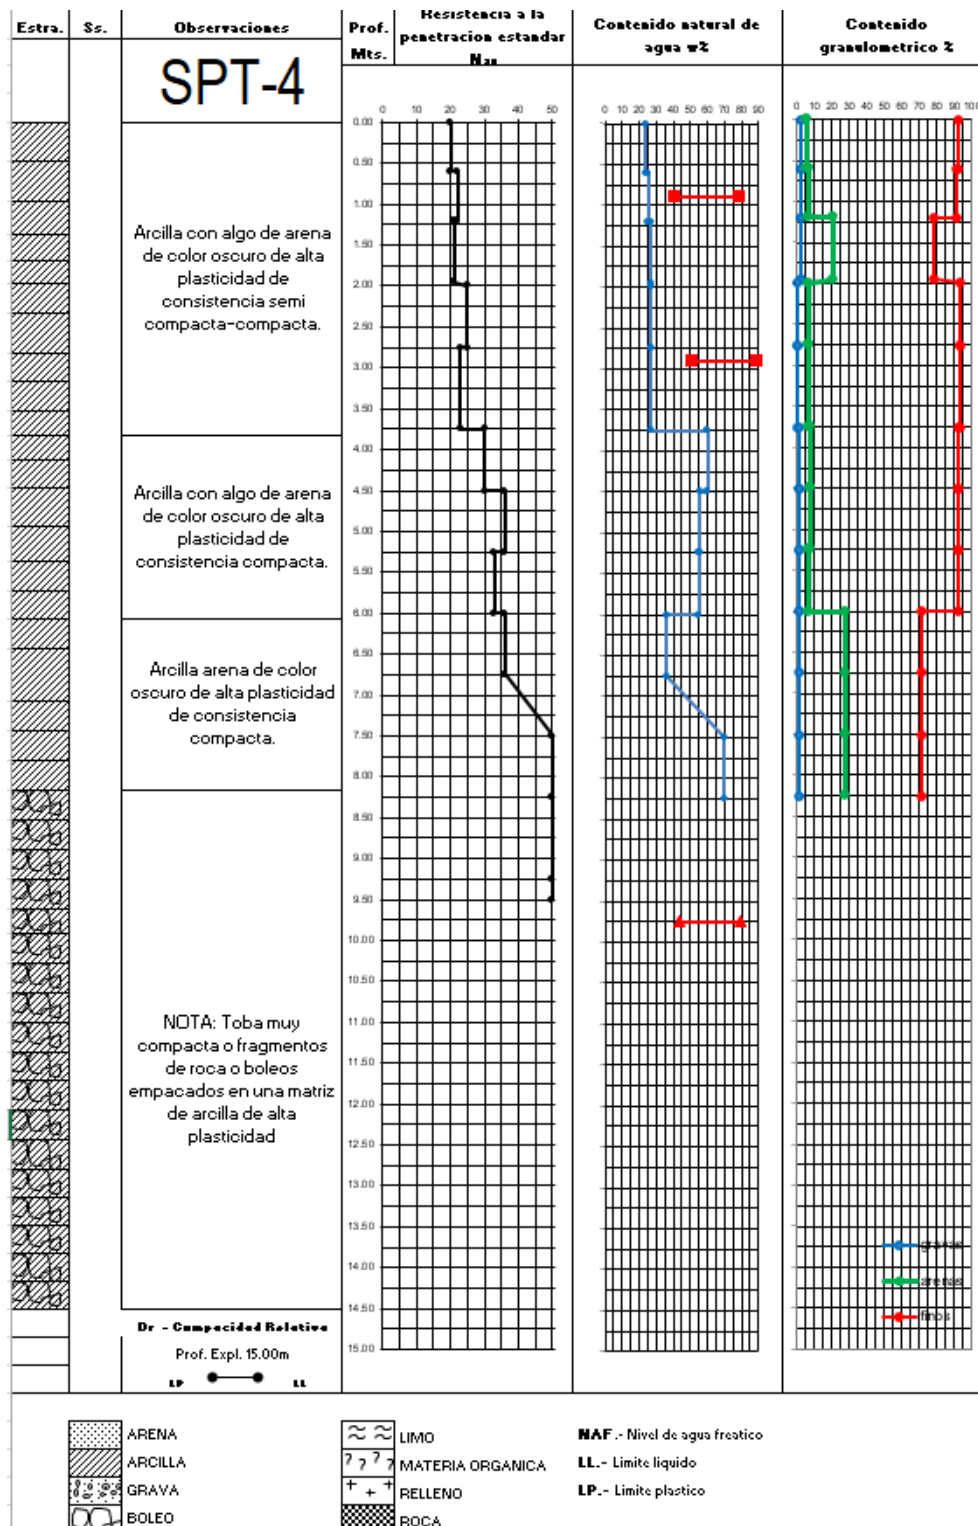 Estra. Ss. Observaciones Prof. Mts. Resistencia a la penetracion estandar Contenido natural de agua w% Contenido granulometrico %
SPT-4
0 10 20 30 40 50
0 10 20 30 40 50 60 70 80 90
0 10 20 30 40 50 60 70 80 90 100
0.00
0.50
1.00
1.50
2.00
2.50
3.00
3.50
4.00
4.50
5.00
5.50
6.00
6.50
7.00
7.50
8.00
8.50
9.00
9.50
10.00
10.50
11.00
11.50
12.00
12.50
13.00
13.50
14.00
14.50
15.00
Arcilla con algo de arena
de color oscuro de alta
plasticidad de
consistencia semi
compacta-compacta.
Arcilla con algo de arena
de color oscuro de alta
plasticidad de
consistencia compacta.
Arcilla arena de color
oscuro de alta plasticidad
de consistencia
compacta.
NOTA: Toba muy
compacta o fragmentos
de roca o boleos
empacados en una matriz
de arcilla de alta
plasticidad
gravas
arenas
finos
Dr - Compacidad Relativa
Prof. Expl. 15.00m
LP LL
ARENA
ARCILLA
GRAVA
BOLEO
LIMO
MATERIA ORGANICA
RELLENO
ROCA
NAF.- Nivel de agua freatico
LL.- Limite liquido
LP.- Limite plastico